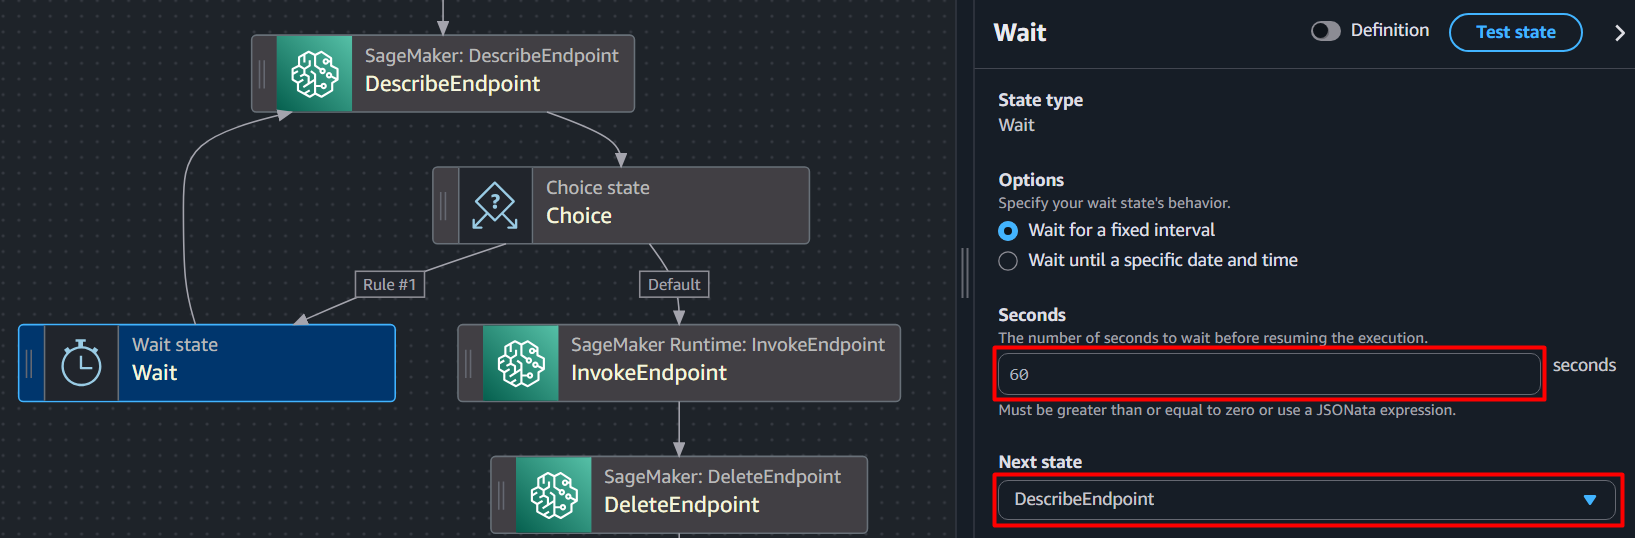 SageMaker: DescribeEndpoint
DescribeEndpoint
Choice state
Choice
?
Rule #1
Default
Wait state
Wait
SageMaker Runtime: InvokeEndpoint
InvokeEndpoint
SageMaker: DeleteEndpoint
DeleteEndpoint
Wait
Definition
Test state
State type
Wait
Options
Specify your wait state's behavior.
Wait for a fixed interval
Wait until a specific date and time
Seconds
The number of seconds to wait before resuming the execution.
60
seconds
Must be greater than or equal to zero or use a JSONata expression.
Next state
DescribeEndpoint